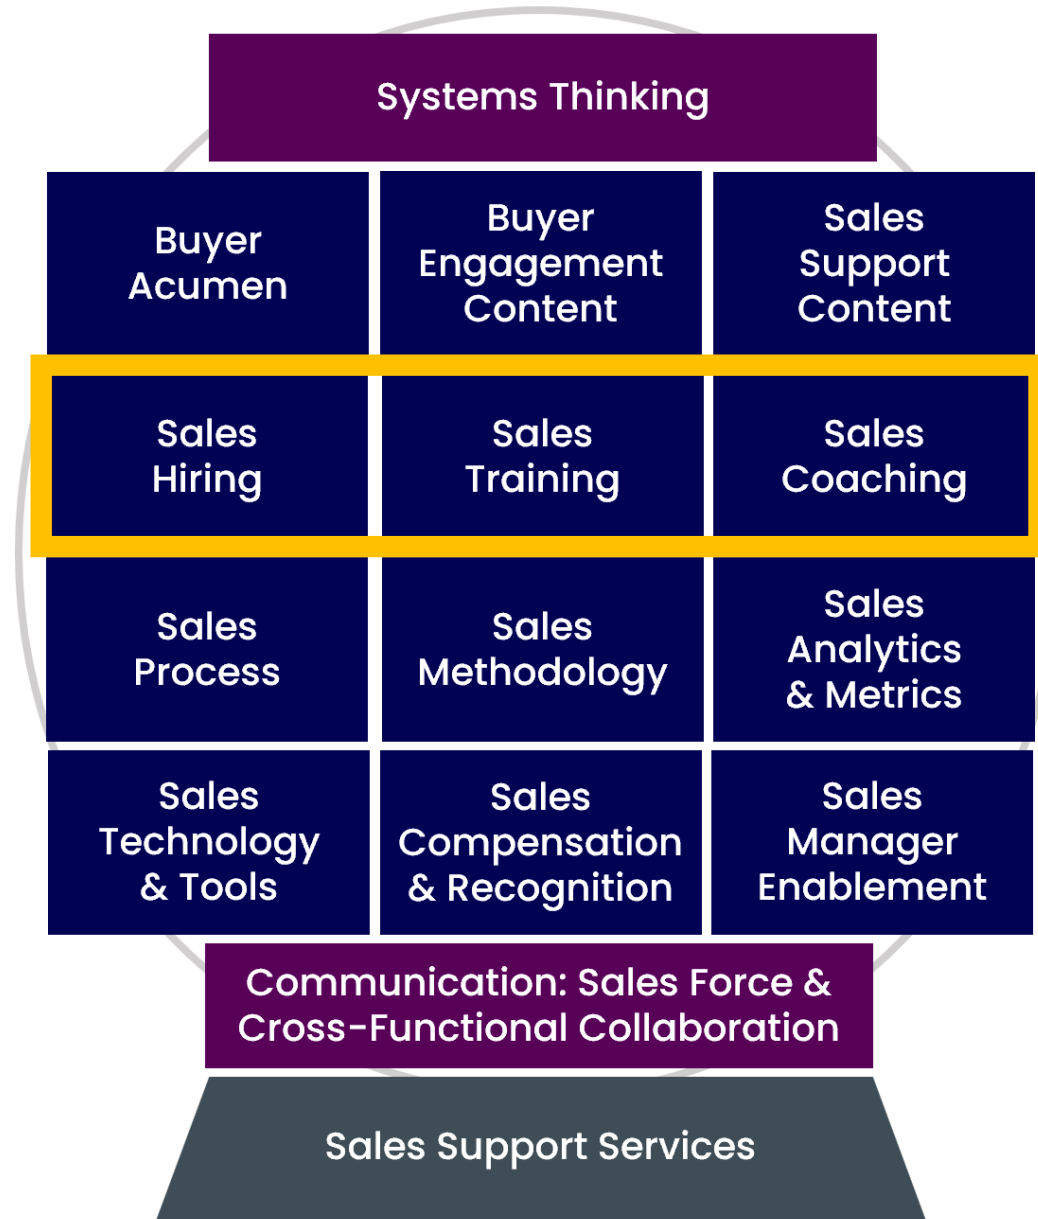 Systems Thinking
Buyer
Acumen
Buyer
Engagement
Content
Sales
Support
Content
Sales
Hiring
Sales
Training
Sales
Coaching
Sales
Process
Sales
Methodology
Sales
Analytics
& Metrics
Sales
Technology
& Tools
Sales
Compensation
& Recognition
Sales
Manager
Enablement
Communication: Sales Force &
Cross-Functional Collaboration
Sales Support Services